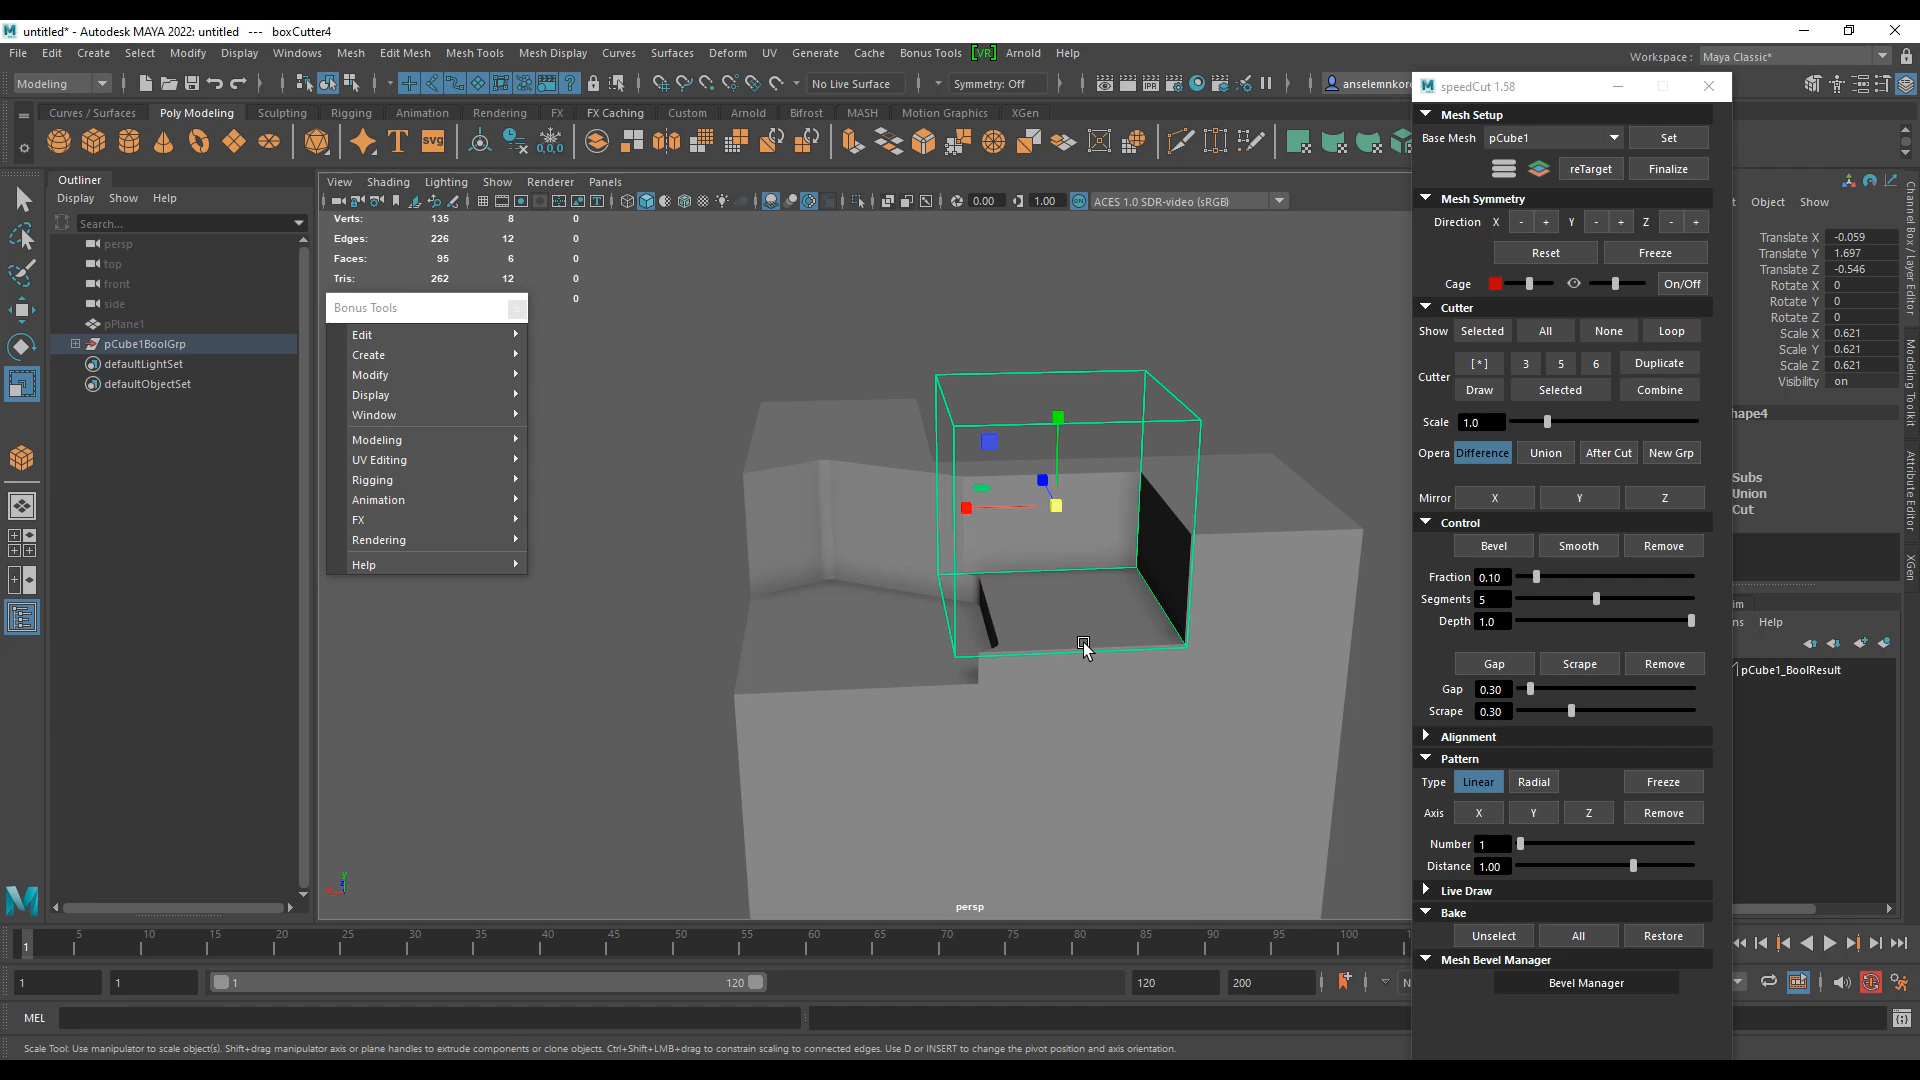 untitled* - Autodesk MAYA 2022: untitled --- boxCutter4
File Edit Create Select Modify Display Windows Mesh Edit Mesh Mesh Tools Mesh Display Curves Surfaces Deform UV Generate Cache Bonus Tools [VR] Arnold Help
Workspace : Maya Classic*
Modeling
No Live Surface
Symmetry: Off
anselemnkoro
Curves / Surfaces Poly Modeling Sculpting Rigging Animation Rendering FX FX Caching Custom Arnold Bifrost MASH Motion Graphics XGen
SVG
0,0,0
Outliner
Display Show Help
Search...
persp
top
front
side
pPlane1
pCube1BoolGrp
defaultLightSet
defaultObjectSet
View Shading Lighting Show Renderer Panels
0.00
1.00
ACES 1.0 SDR-video (sRGB)
Verts: 135 8 0
Edges: 226 12 0
Faces: 95 6 0
Tris: 262 12 0
0
Bonus Tools
Edit
Create
Modify
Display
Window
Modeling
UV Editing
Rigging
Animation
FX
Rendering
Help
persp
speedCut 1.58
Mesh Setup
Base Mesh pCube1 Set
reTarget Finalize
Mesh Symmetry
Direction X - + Y - + Z - +
Reset Freeze
Cage On/Off
Cutter
Show Selected All None Loop
Cutter [ * ] 3 5 6 Duplicate
Draw Selected Combine
Scale 1.0
Opera Difference Union After Cut New Grp
Mirror X Y Z
Control
Bevel Smooth Remove
Fraction 0.10
Segments 5
Depth 1.0
Gap Scrape Remove
Gap 0.30
Scrape 0.30
Alignment
Pattern
Type Linear Radial Freeze
Axis X Y Z Remove
Number 1
Distance 1.00
Live Draw
Bake
Unselect All Restore
Mesh Bevel Manager
Bevel Manager
Object Show
Translate X -0.059
Translate Y 1.697
Translate Z -0.546
Rotate X 0
Rotate Y 0
Rotate Z 0
Scale X 0.621
Scale Y 0.621
Scale Z 0.621
Visibility on
hape4
Subs
Union
Cut
Help
pCube1_BoolResult
Channel Box / Layer Editor
Modeling Toolkit
Attribute Editor
XGen
1 5 10 15 20 25 30 35 40 45 50 55 60 65 70 75 80 85 90 95 100
1 1 1 120 120 200
MEL
Scale Tool: Use manipulator to scale object(s). Shift+drag manipulator axis or plane handles to extrude components or clone objects. Ctrl+Shift+LMB+drag to constrain scaling to connected edges. Use D or INSERT to change the pivot position and axis orientation.